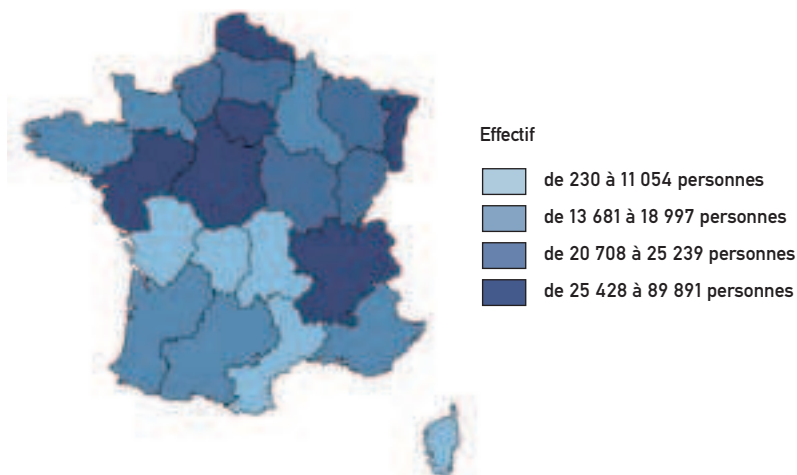 Effectif
de 230 à 11 054 personnes
de 13 681 à 18 997 personnes
de 20 708 à 25 239 personnes
de 25 428 à 89 891 personnes